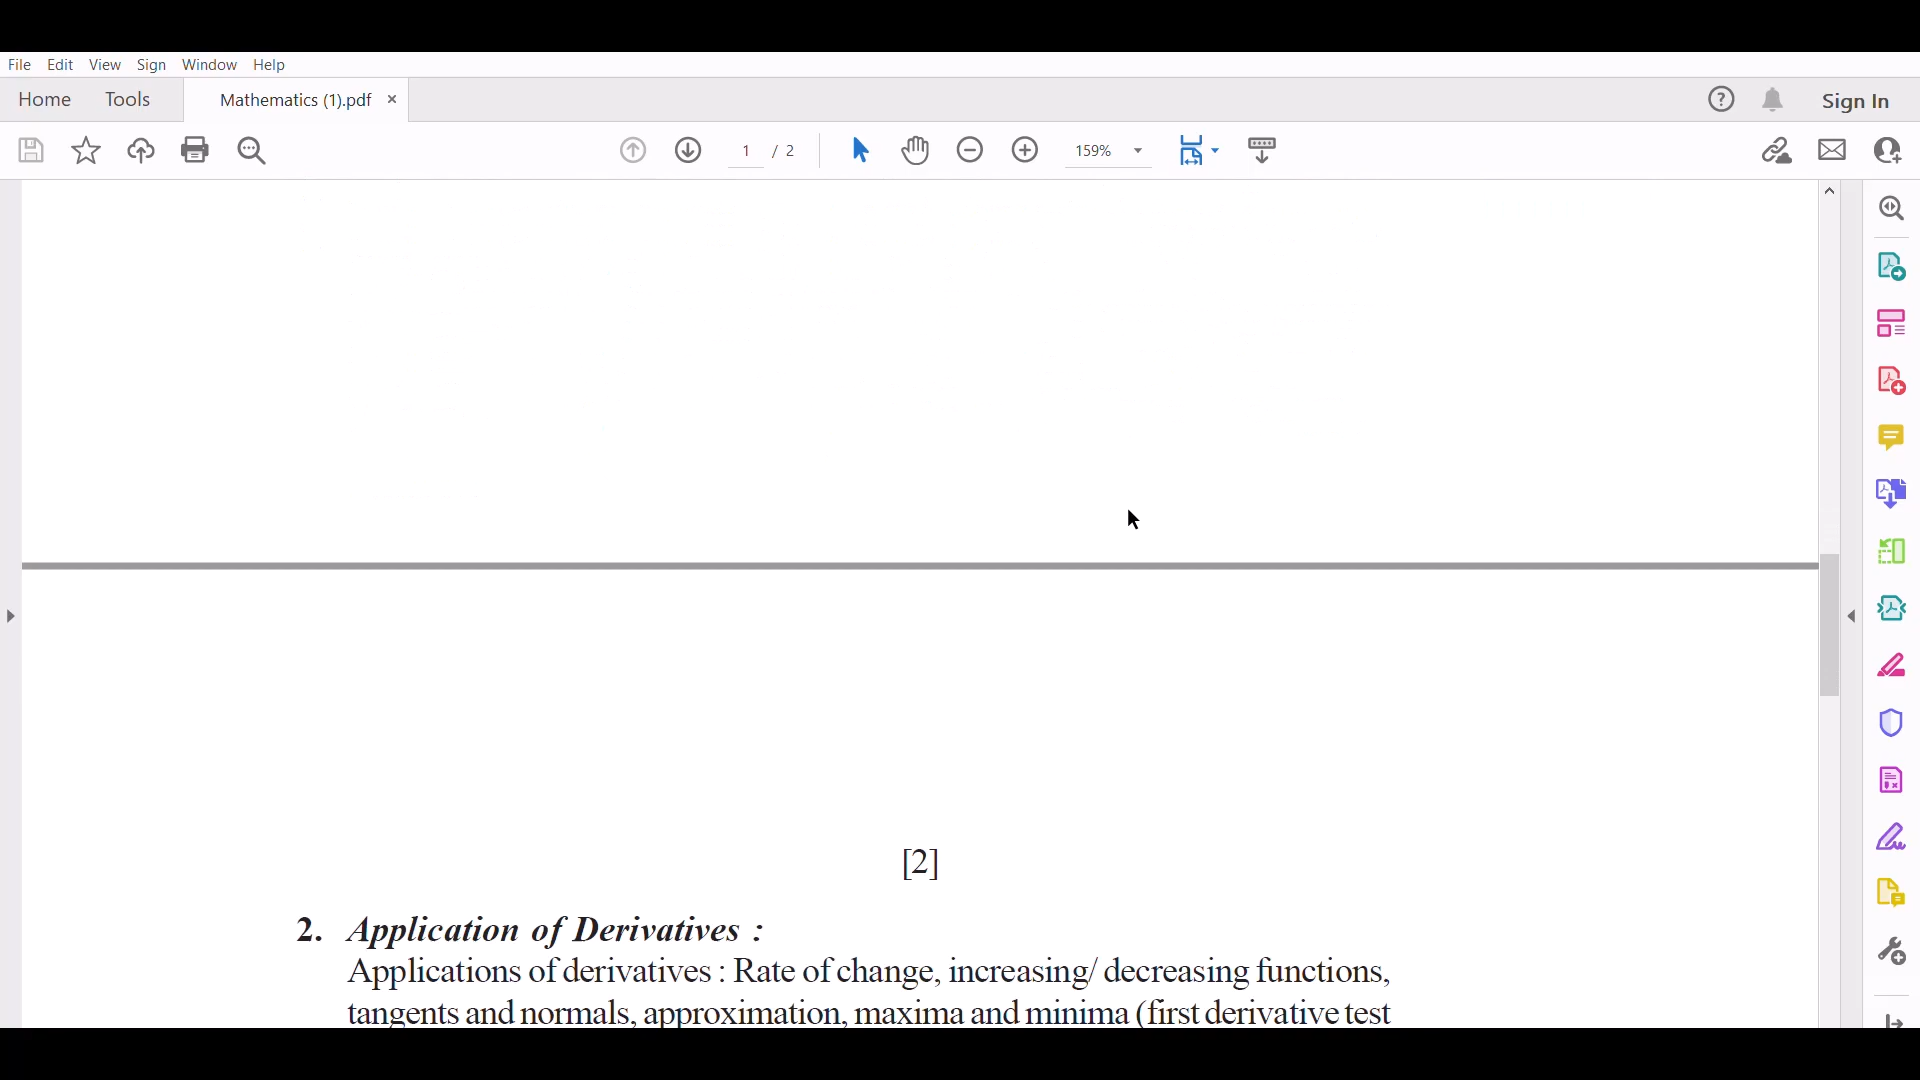 File Edit View Sign Window Help
Home Tools Mathematics (1).pdf × Sign In
1 / 2 159%
[2]
2. Application of Derivatives :
Applications of derivatives : Rate of change, increasing/ decreasing functions,
tangents and normals, approximation, maxima and minima (first derivative test